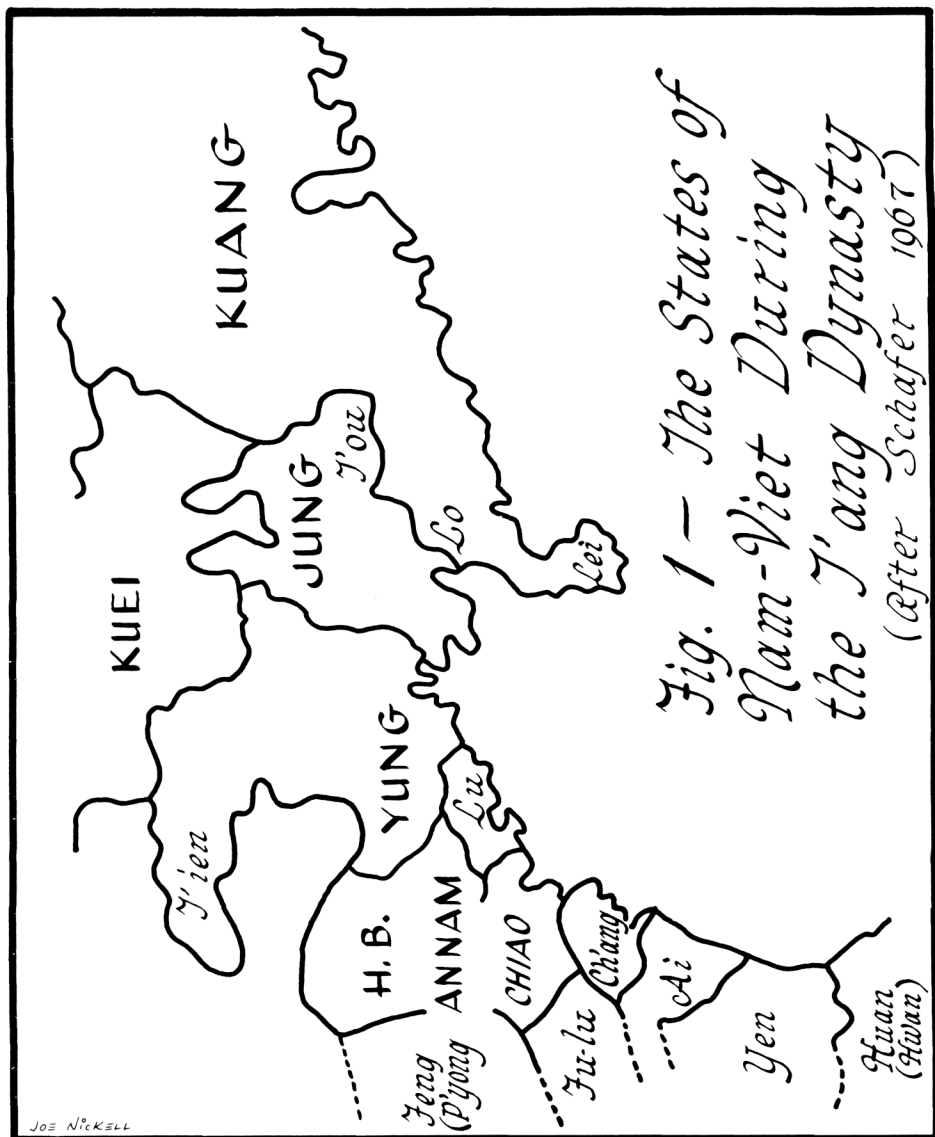 KUANG
KUEI
JUNG
T'ou
Lo
Lei
YUNG
T'ien
Lu
H.B.
ANNAM
CHIAO
Ch'ang
Ai
Feng
(P'yong
Fu-lu
Yen
Huan
(Hwan)
Fig. 1 – The States of
Nam-Viet During
the T'ang Dynasty
(After Schafer 1967)
JOE NICKELL